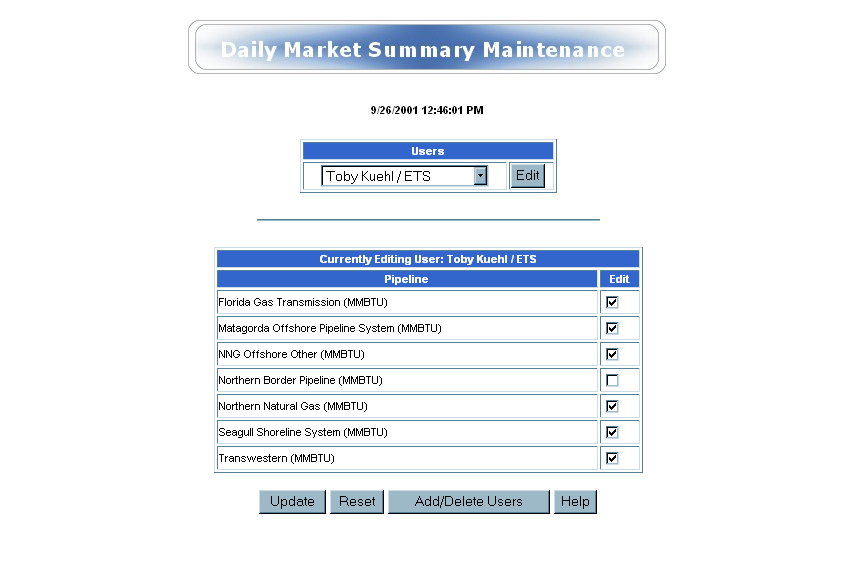 Daily Market Summary Maintenance
9/26/2001 12:46:01 PM
Users
Toby Kuehl / ETS Edit
Currently Editing User: Toby Kuehl / ETS
Pipeline Edit
Florida Gas Transmission (MMBTU)
Matagorda Offshore Pipeline System (MMBTU)
NNG Offshore Other (MMBTU)
Northern Border Pipeline (MMBTU)
Northern Natural Gas (MMBTU)
Seagull Shoreline System (MMBTU)
Transwestern (MMBTU)
Update Reset Add/Delete Users Help